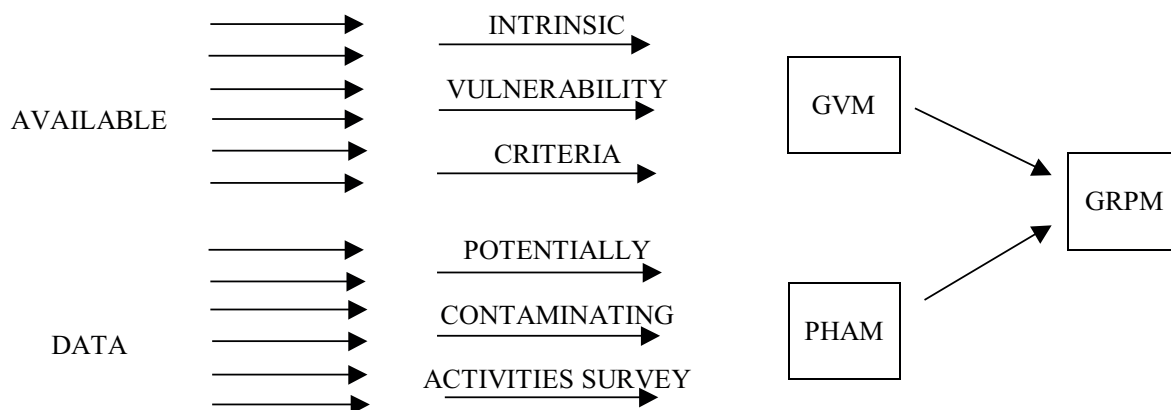 AVAILABLE
DATA
INTRINSIC
VULNERABILITY
CRITERIA
POTENTIALLY
CONTAMINATING
ACTIVITIES SURVEY
GVM
PHAM
GRPM